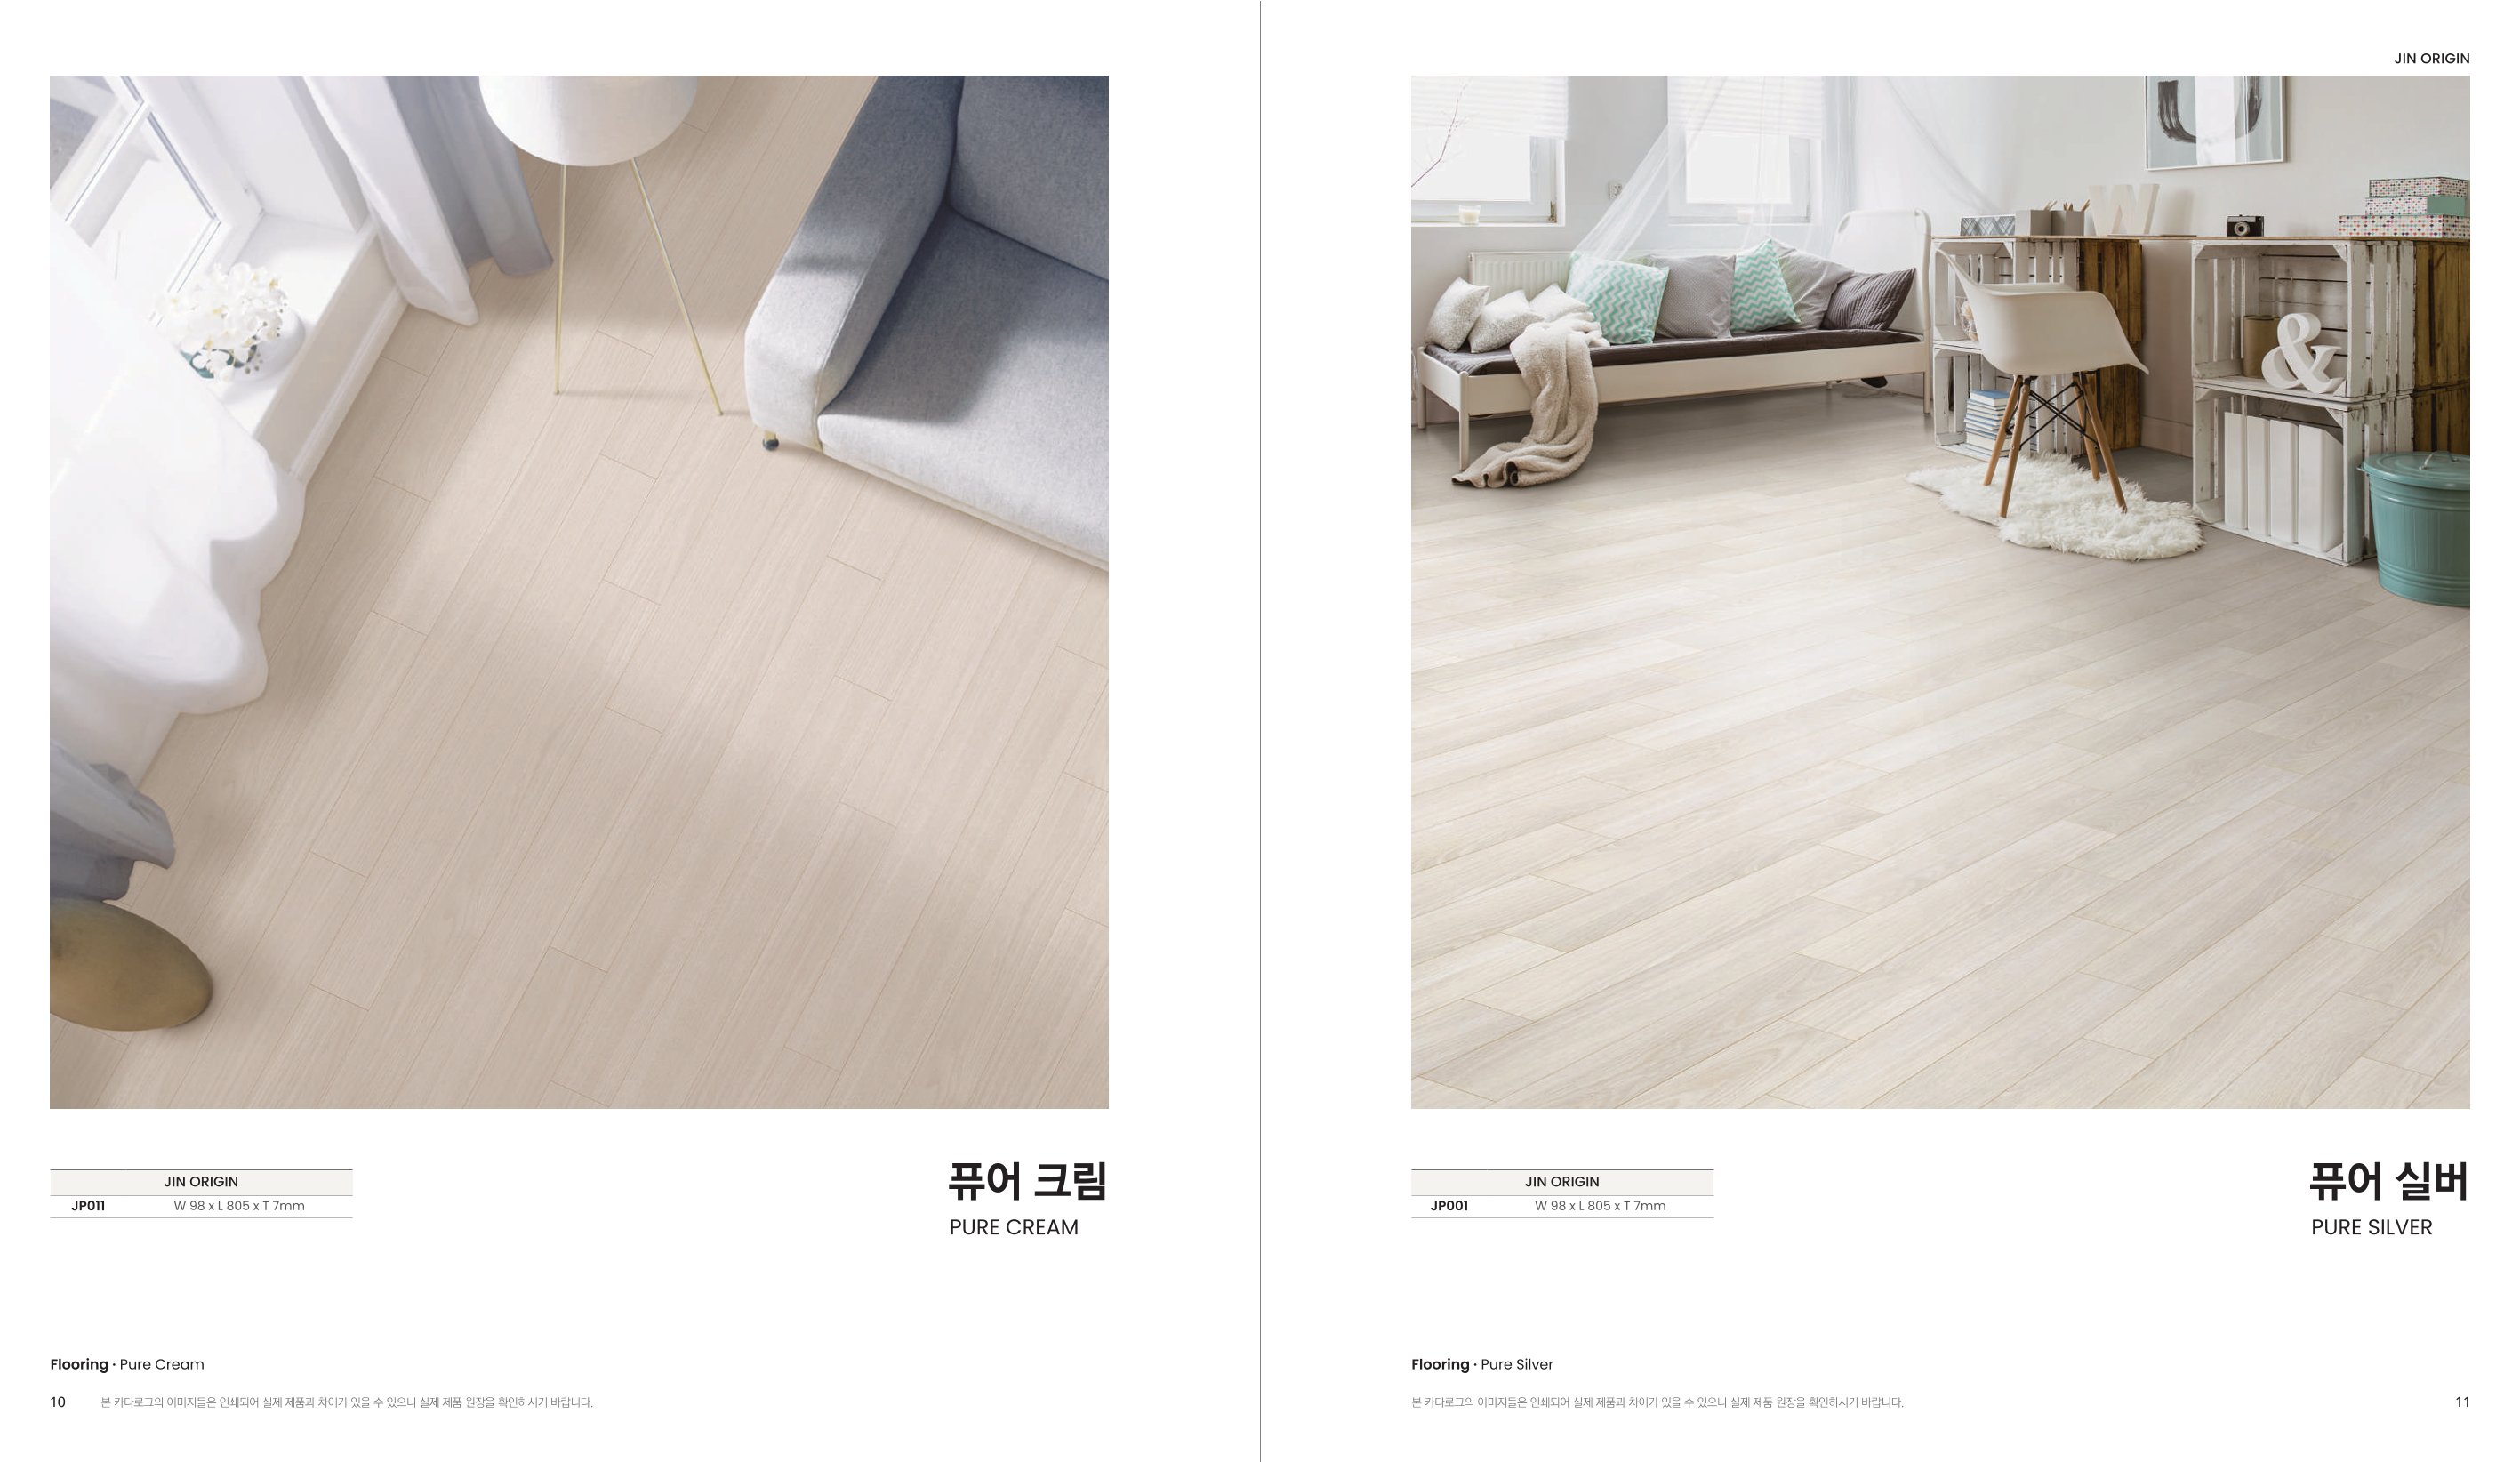 JIN ORIGIN
JP011 W 98 x L 805 x T 7mm
퓨어 크림
PURE CREAM
Flooring · Pure Cream
10 본 카다로그의 이미지들은 인쇄되어 실제 제품과 차이가 있을 수 있으니 실제 제품 원장을 확인하시기 바랍니다.
JIN ORIGIN
&
JIN ORIGIN
JP001 W 98 x L 805 x T 7mm
퓨어 실버
PURE SILVER
Flooring · Pure Silver
본 카다로그의 이미지들은 인쇄되어 실제 제품과 차이가 있을 수 있으니 실제 제품 원장을 확인하시기 바랍니다. 11